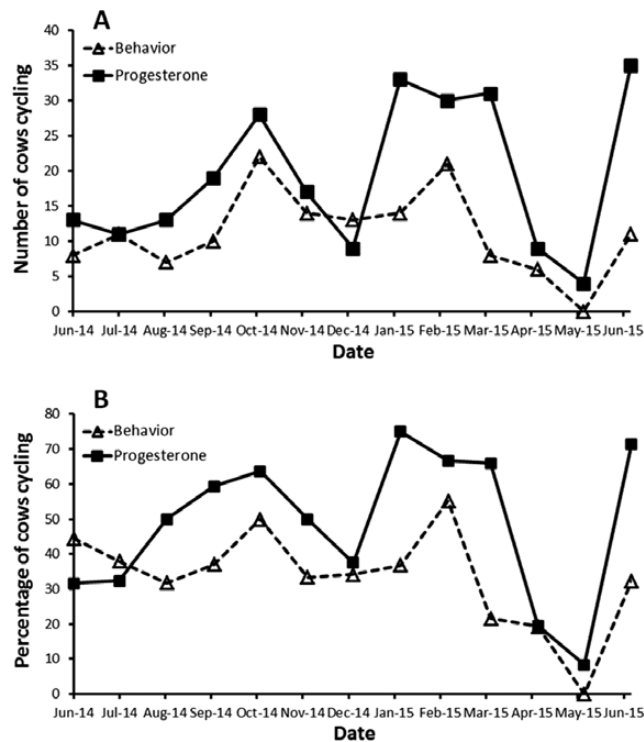 A
Behavior
Progesterone
Number of cows cycling
40
35
30
25
20
15
10
5
0
Jun-14 Jul-14 Aug-14 Sep-14 Oct-14 Nov-14 Dec-14 Jan-15 Feb-15 Mar-15 Apr-15 May-15 Jun-15
Date
B
Behavior
Progesterone
Percentage of cows cycling
80
70
60
50
40
30
20
10
0
Jun-14 Jul-14 Aug-14 Sep-14 Oct-14 Nov-14 Dec-14 Jan-15 Feb-15 Mar-15 Apr-15 May-15 Jun-15
Date